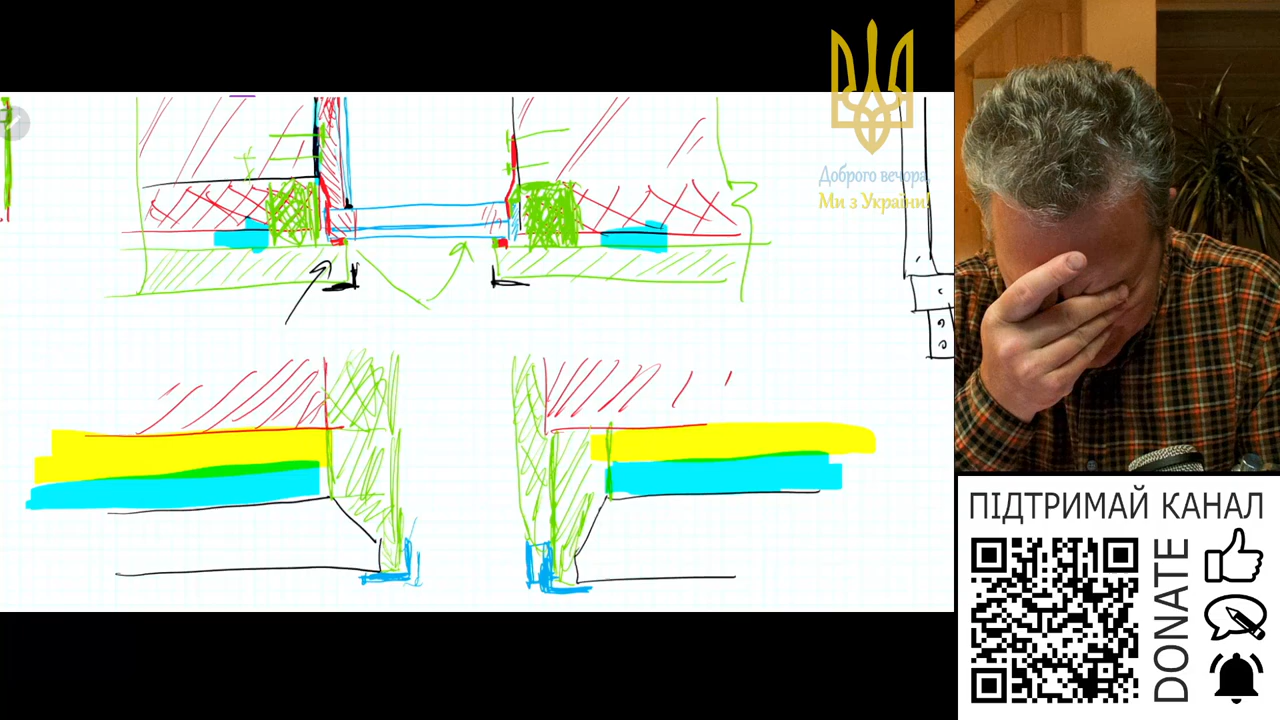 Доброго вечора,
Ми з України!
ПІДТРИМАЙ КАНАЛ
DONATE